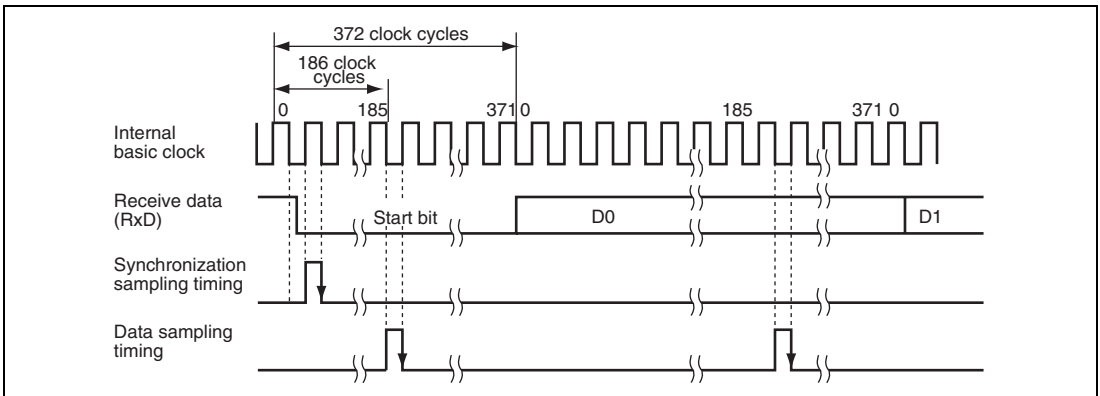 372 clock cycles
186 clock
cycles
0 185 371 0 185 371 0
Internal
basic clock
Receive data
(RxD)
Start bit D0 D1
Synchronization
sampling timing
Data sampling
timing